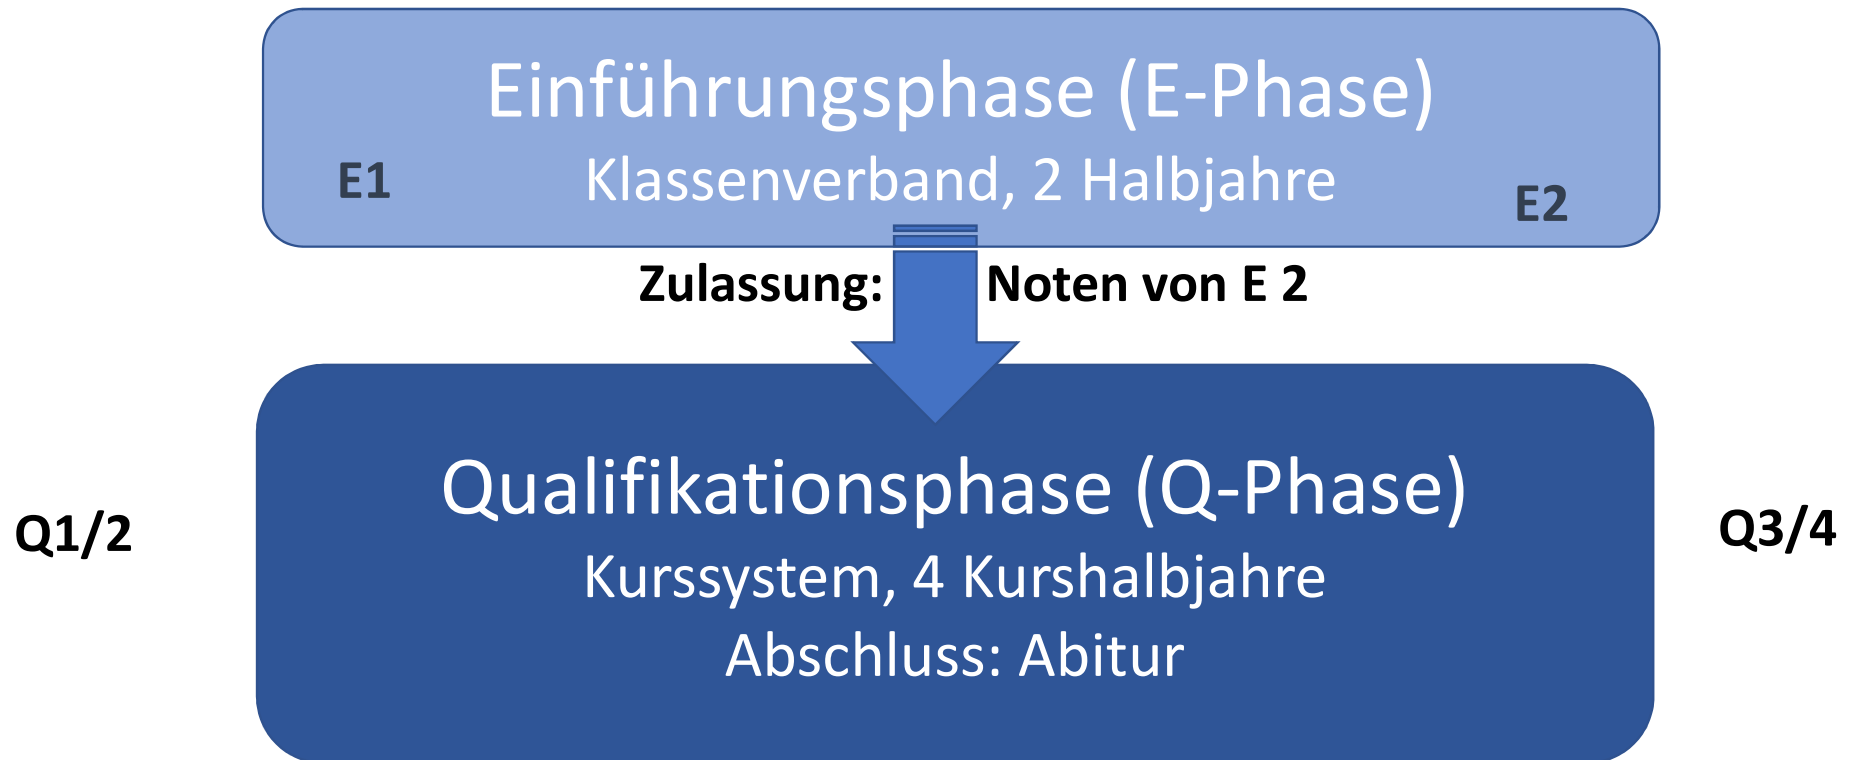 Einführungsphase (E-Phase)
E1
Klassenverband, 2 Halbjahre
E2
Zulassung: Noten von E 2
Qualifikationsphase (Q-Phase)
Q1/2
Q3/4
Kurssystem, 4 Kurshalbjahre
Abschluss: Abitur